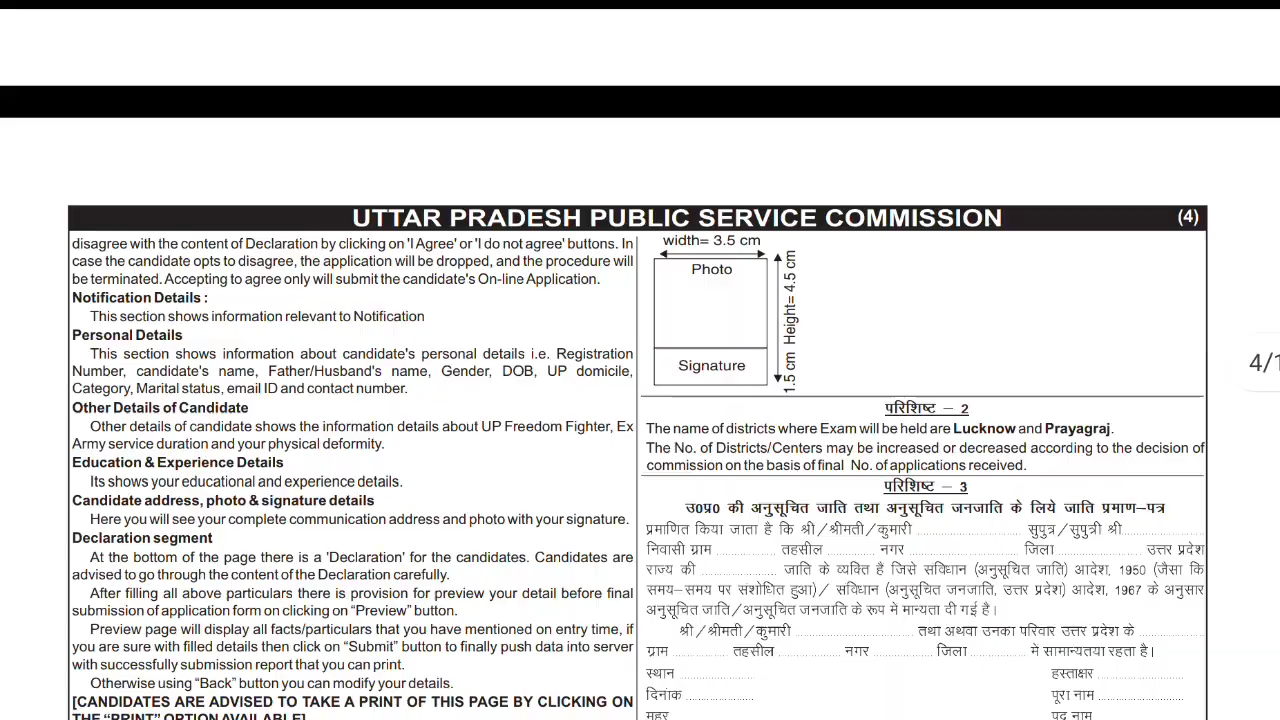 UTTAR PRADESH PUBLIC SERVICE COMMISSION (4)
disagree with the content of Declaration by clicking on 'I Agree' or 'I do not agree' buttons. In
case the candidate opts to disagree, the application will be dropped, and the procedure will
be terminated. Accepting to agree only will submit the candidate's On-line Application.
Notification Details :
This section shows information relevant to Notification
Personal Details
This section shows information about candidate's personal details i.e. Registration
Number, candidate's name, Father/Husband's name, Gender, DOB, UP domicile,
Category, Marital status, email ID and contact number.
Other Details of Candidate
Other details of candidate shows the information details about UP Freedom Fighter, Ex
Army service duration and your physical deformity.
Education & Experience Details
Its shows your educational and experience details.
Candidate address, photo & signature details
Here you will see your complete communication address and photo with your signature.
Declaration segment
At the bottom of the page there is a 'Declaration' for the candidates. Candidates are
advised to go through the content of the Declaration carefully.
After filling all above particulars there is provision for preview your detail before final
submission of application form on clicking on “Preview” button.
Preview page will display all facts/particulars that you have mentioned on entry time, if
you are sure with filled details then click on “Submit” button to finally push data into server
with successfully submission report that you can print.
Otherwise using “Back” button you can modify your details.
[CANDIDATES ARE ADVISED TO TAKE A PRINT OF THIS PAGE BY CLICKING ON
THE “PRINT” OPTION AVAILABLE]
width= 3.5 cm
Photo
Signature
1.5 cm Height= 4.5 cm
परिशिष्ट – 2
The name of districts where Exam will be held are Lucknow and Prayagraj.
The No. of Districts/Centers may be increased or decreased according to the decision of
commission on the basis of final No. of applications received.
परिशिष्ट – 3
उ0प्र0 की अनुसूचित जाति तथा अनुसूचित जनजाति के लिये जाति प्रमाण–पत्र
प्रमाणित किया जाता है कि श्री/श्रीमती/कुमारी .............................. सुपुत्र/सुपुत्री श्री........................
निवासी ग्राम .................. तहसील .............. नगर ........................ जिला .................. उत्तर प्रदेश
राज्य की ...................... जाति के व्यक्ति है जिसे संविधान (अनुसूचित जाति) आदेश, 1950 (जैसा कि
समय–समय पर संशोधित हुआ)/ संविधान (अनुसूचित जनजाति, उत्तर प्रदेश) आदेश, 1967 के अनुसार
अनुसूचित जाति/अनुसूचित जनजाति के रूप मे मान्यता दी गई है।
श्री/श्रीमती/कुमारी.................................. तथा अथवा उनका परिवार उत्तर प्रदेश के ..................
ग्राम .................. तहसील .................. नगर .................. जिला .................. मे सामान्यतया रहता है।
स्थान ...................... हस्ताक्षर ........................
दिनांक ................... पूरा नाम ........................
मुहर पद नाम
4/1